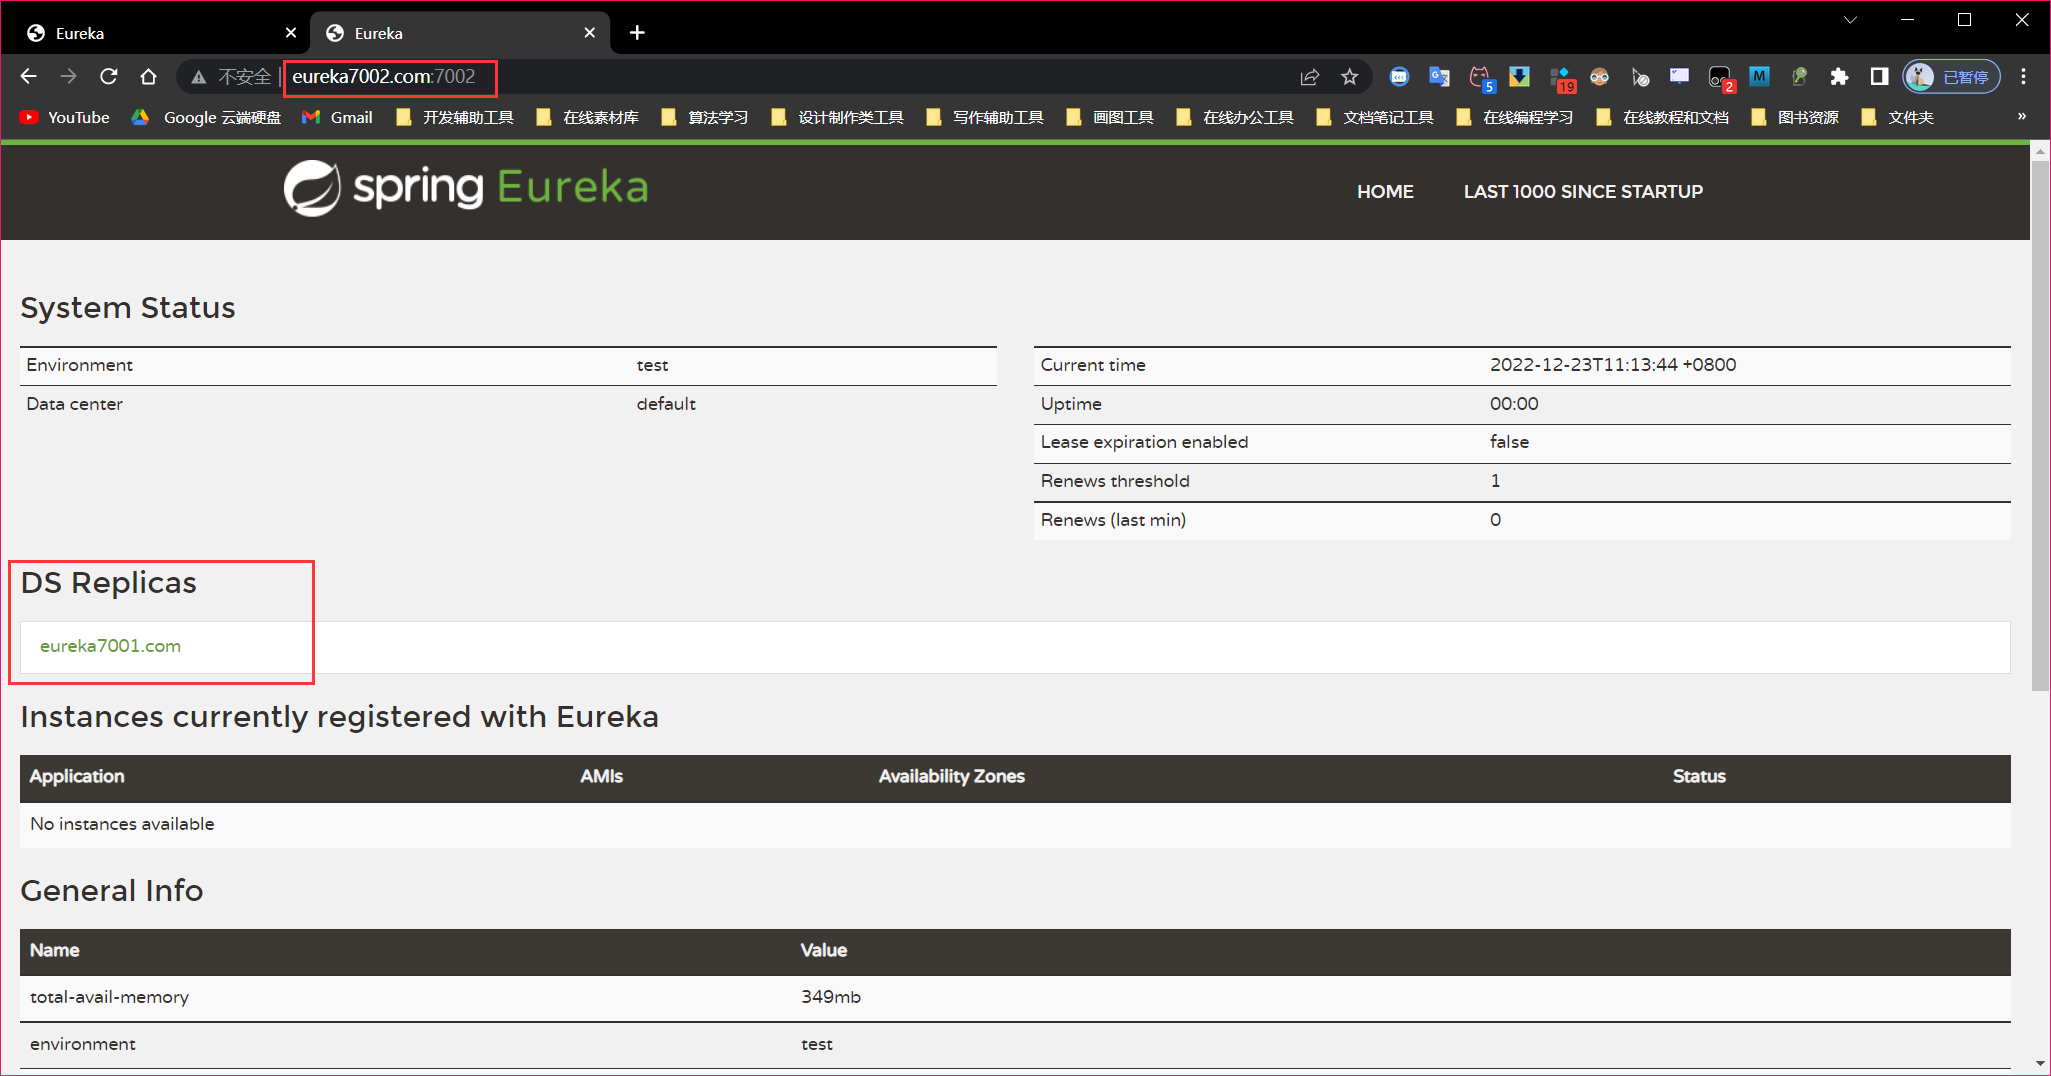 Eureka
Eureka
不安全 eureka7002.com:7002
5
19
2
M
已暂停
YouTube Google 云端硬盘 Gmail 开发辅助工具 在线素材库 算法学习 设计制作类工具 写作辅助工具 画图工具 在线办公工具 文档笔记工具 在线编程学习 在线教程和文档 图书资源 文件夹 »
spring Eureka
HOME LAST 1000 SINCE STARTUP
System Status
Environment test
Data center default
Current time 2022-12-23T11:13:44 +0800
Uptime 00:00
Lease expiration enabled false
Renews threshold 1
Renews (last min) 0
DS Replicas
eureka7001.com
Instances currently registered with Eureka
Application AMIs Availability Zones Status
No instances available
General Info
Name Value
total-avail-memory 349mb
environment test